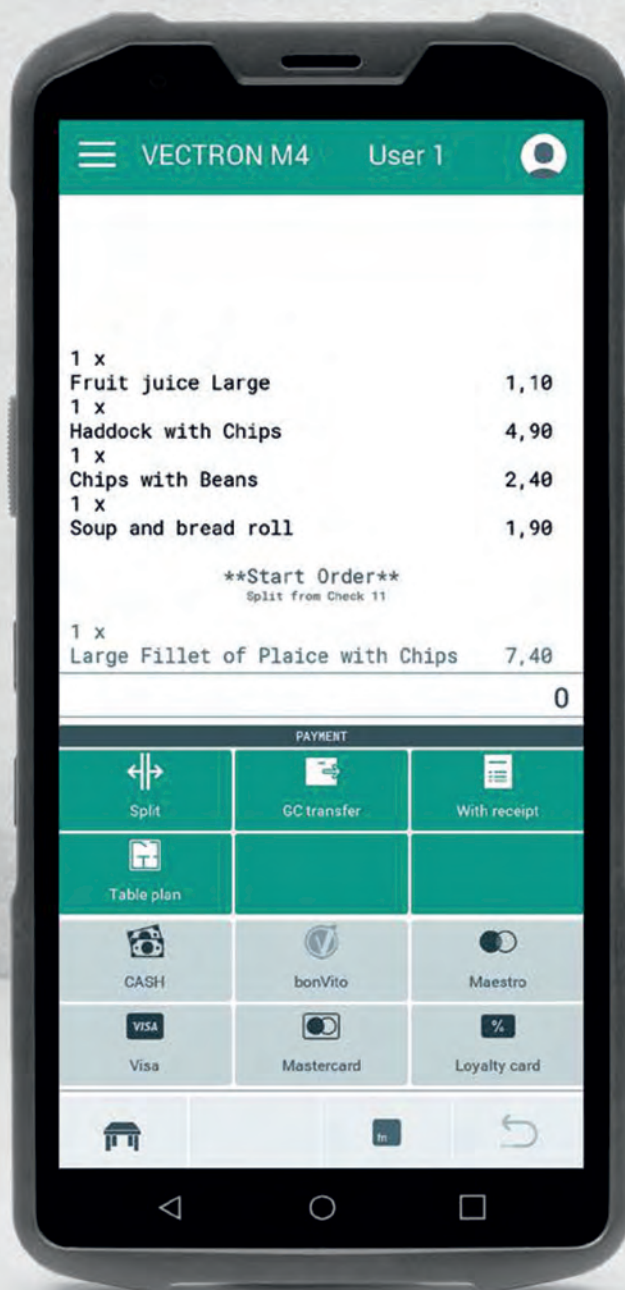 VECTRON M4 User 1
1 x
Fruit juice Large 1,10
1 x
Haddock with Chips 4,90
1 x
Chips with Beans 2,40
1 x
Soup and bread roll 1,90
**Start Order**
Split from Check 11
1 x
Large Fillet of Plaice with Chips 7,40
0
PAYMENT
Split GC transfer With receipt
Table plan
CASH bonVito Maestro
VISA %
Visa Mastercard Loyalty card
fn